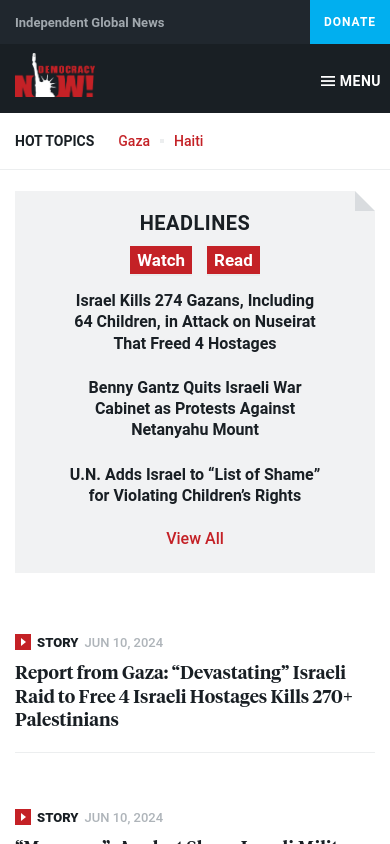 Independent Global News
DONATE
DEMOCRACY
NOW!
MENU
HOT TOPICS
Gaza
Haiti
HEADLINES
Watch
Read
Israel Kills 274 Gazans, Including
64 Children, in Attack on Nuseirat
That Freed 4 Hostages
Benny Gantz Quits Israeli War
Cabinet as Protests Against
Netanyahu Mount
U.N. Adds Israel to “List of Shame”
for Violating Children’s Rights
View All
STORY JUN 10, 2024
Report from Gaza: “Devastating” Israeli
Raid to Free 4 Israeli Hostages Kills 270+
Palestinians
STORY JUN 10, 2024